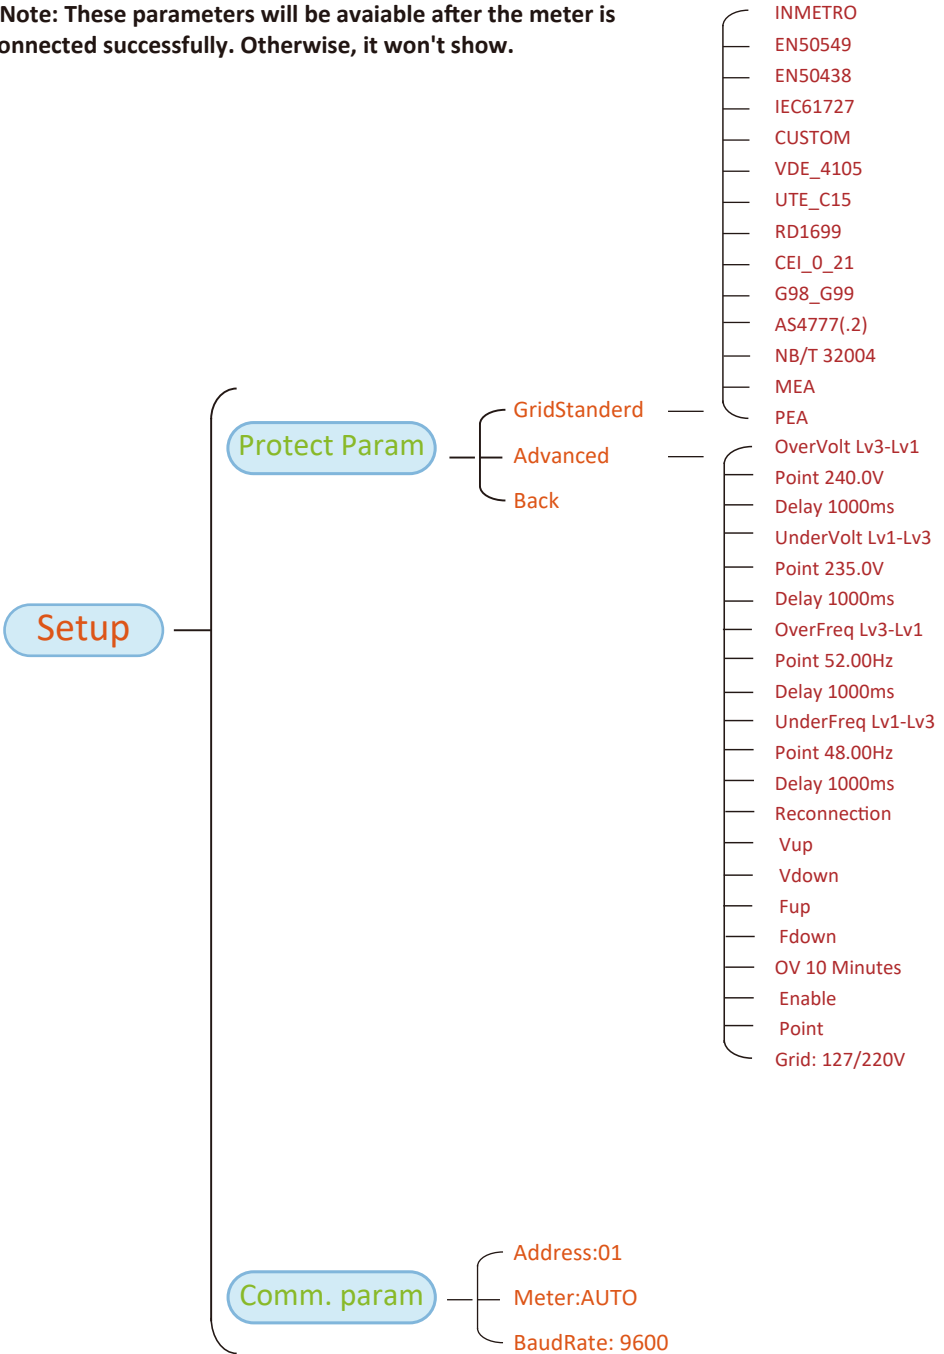 Note: These parameters will be avaiable after the meter is
onnected successfully. Otherwise, it won't show.
INMETRO
EN50549
EN50438
IEC61727
CUSTOM
VDE_4105
UTE_C15
RD1699
CEI_0_21
G98_G99
AS4777(.2)
NB/T 32004
MEA
PEA
Setup
Protect Param
GridStanderd
Advanced
Back
OverVolt Lv3-Lv1
Point 240.0V
Delay 1000ms
UnderVolt Lv1-Lv3
Point 235.0V
Delay 1000ms
OverFreq Lv3-Lv1
Point 52.00Hz
Delay 1000ms
UnderFreq Lv1-Lv3
Point 48.00Hz
Delay 1000ms
Reconnection
Vup
Vdown
Fup
Fdown
OV 10 Minutes
Enable
Point
Grid: 127/220V
Comm. param
Address:01
Meter:AUTO
BaudRate: 9600